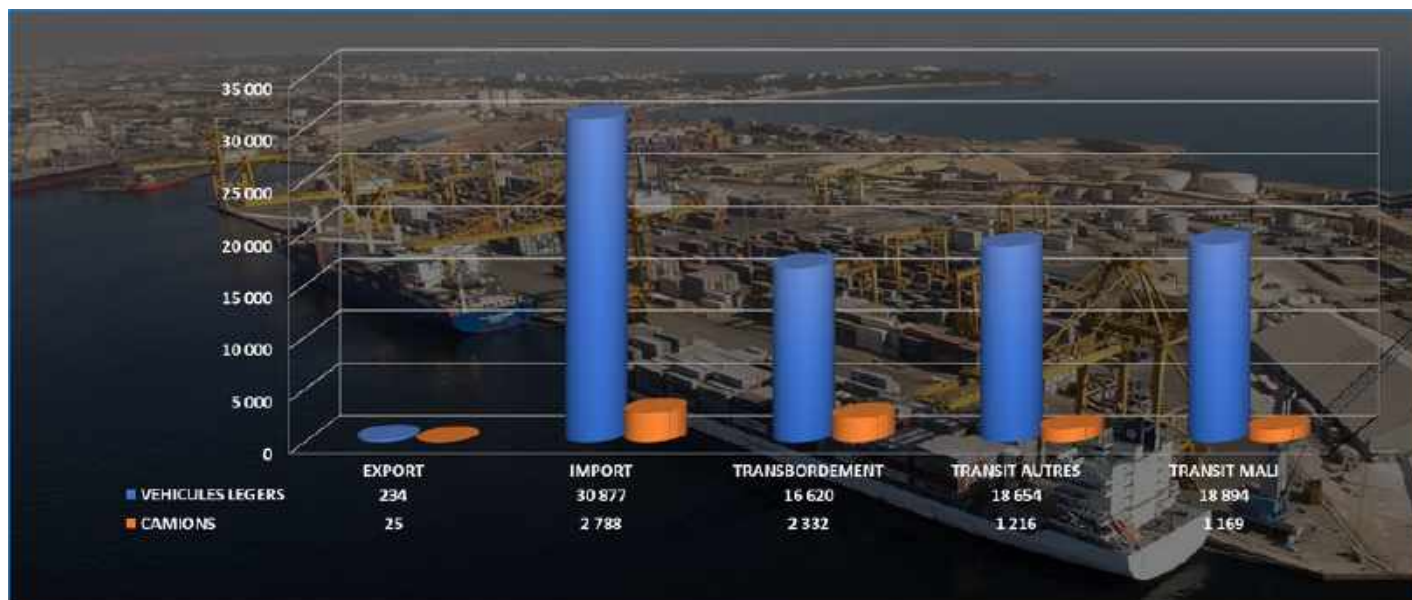 35 000
30 000
25 000
20 000
15 000
10 000
5 000
0
EXPORT IMPORT TRANSBORDEMENT TRANSIT AUTRES TRANSIT MALI
VEHICULES LEGERS 234 30 877 16 620 18 654 18 894
CAMIONS 25 2 788 2 332 1 216 1 169